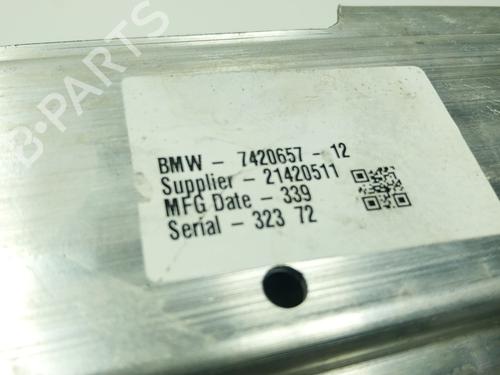 B-PARTS
BMW - 7420657 - 12
Supplier - 21420511
MFG Date - 339
Serial - 323 72